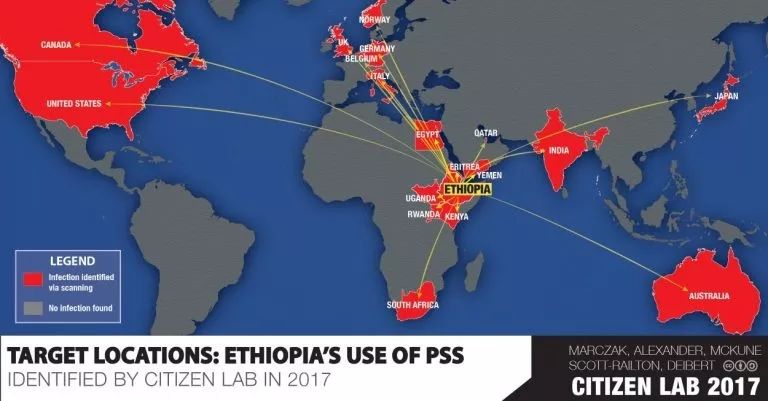 NORWAY
CANADA
UK
GERMANY
BELGIUM
ITALY
UNITED STATES
JAPAN
EGYPT
QATAR
INDIA
ERITREA
YEMEN
ETHIOPIA
UGANDA
RWANDA
KENYA
SOUTH AFRICA
AUSTRALIA
LEGEND
Infection identified
via scanning
No infection found
TARGET LOCATIONS: ETHIOPIA'S USE OF PSS
IDENTIFIED BY CITIZEN LAB IN 2017
MARCZAK, ALEXANDER, MCKUNE
SCOTT-RAILTON, DEIBERT
CITIZEN LAB 2017